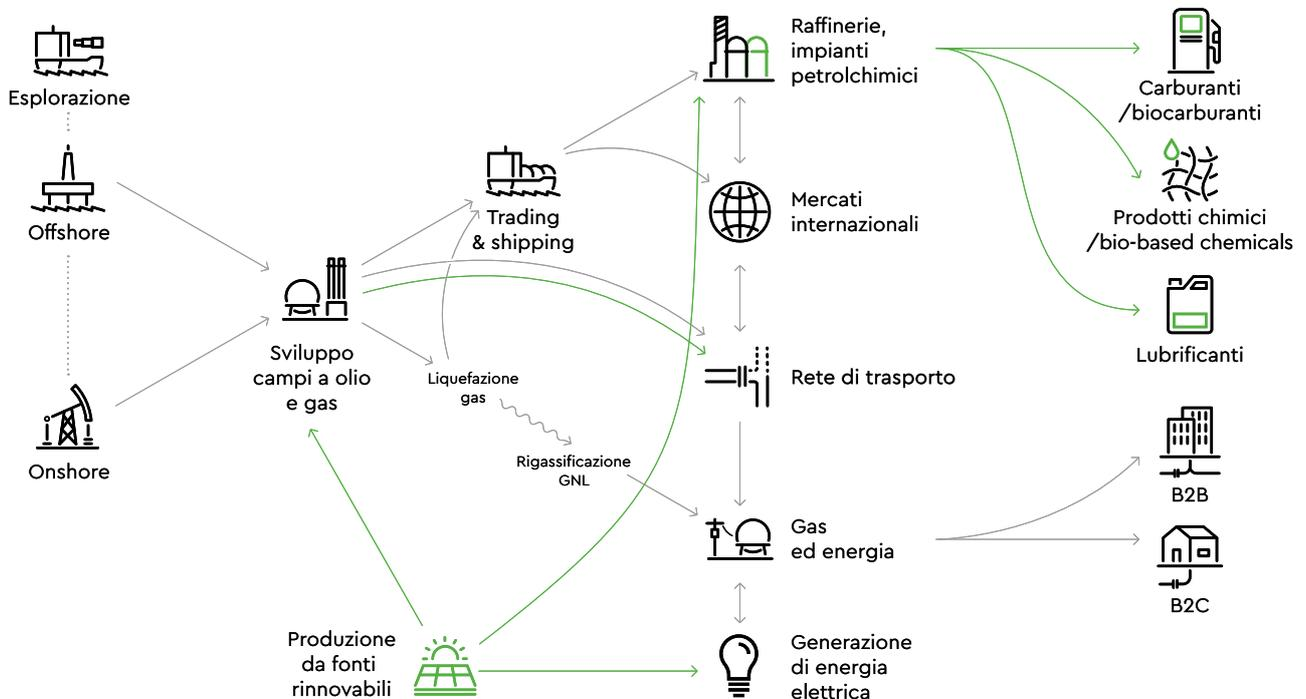 Esplorazione
Offshore
Onshore
Sviluppo
campi a olio
e gas
Trading
& shipping
Liquefazione
gas
Rigassificazione
GNL
Produzione
da fonti
rinnovabili
Raffinerie,
impianti
petrolchimici
Mercati
internazionali
Rete di trasporto
Gas
ed energia
Generazione
di energia
elettrica
Carburanti
/biocarburanti
Prodotti chimici
/bio-based chemicals
Lubrificanti
B2B
B2C